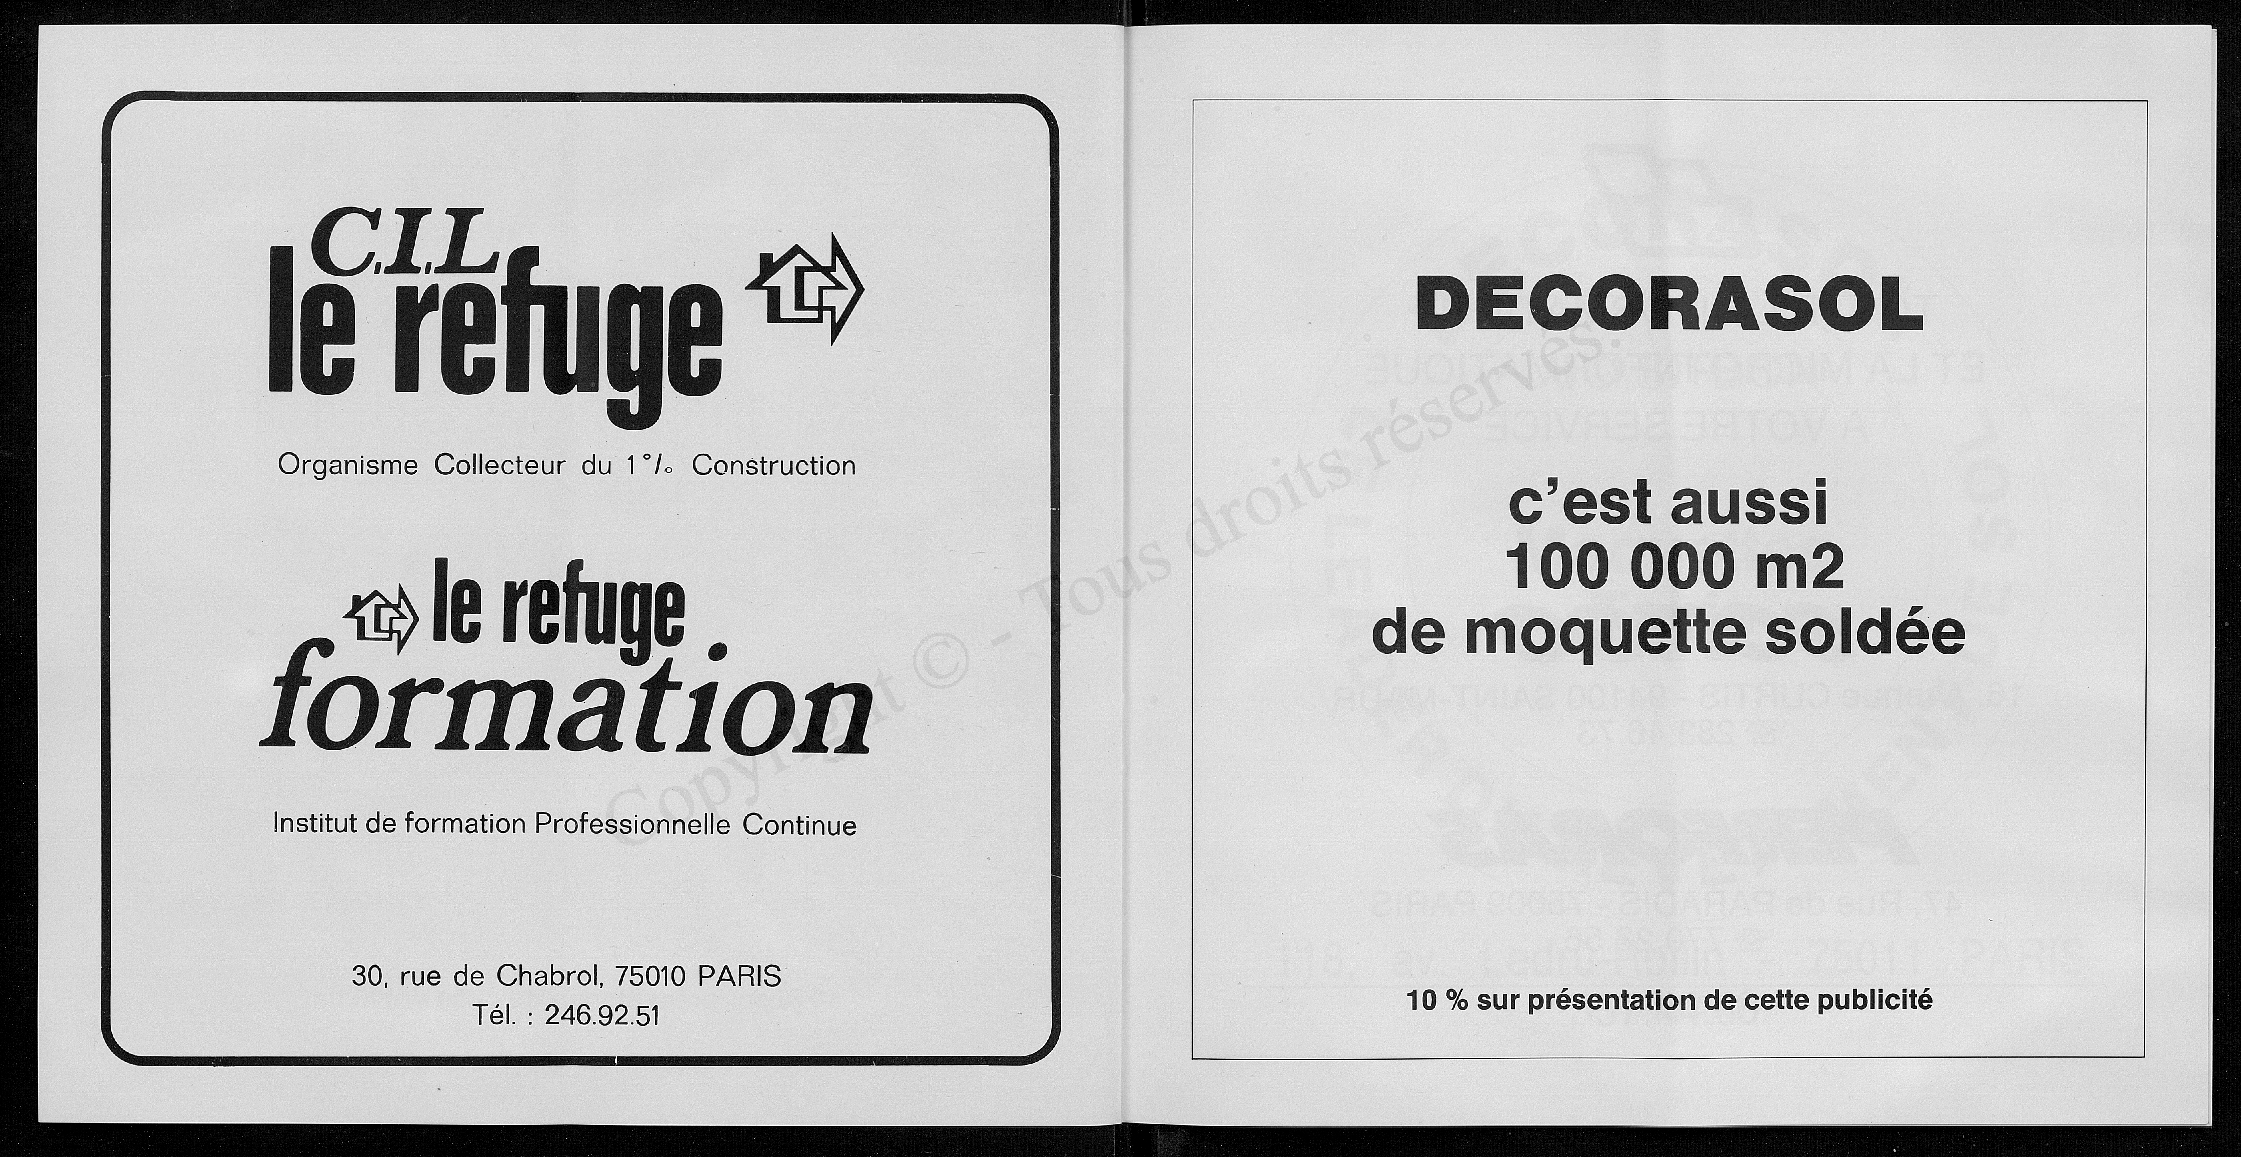 C.I.L.
le refuge
Organisme Collecteur du 1% Construction
le refuge
formation
Institut de formation Professionnelle Continue
30, rue de Chabrol, 75010 PARIS
Tél. : 246.92.51
DECORASOL
c'est aussi
100 000 m2
de moquette soldée
10 % sur présentation de cette publicité
Copyright © - Tous droits réservés.